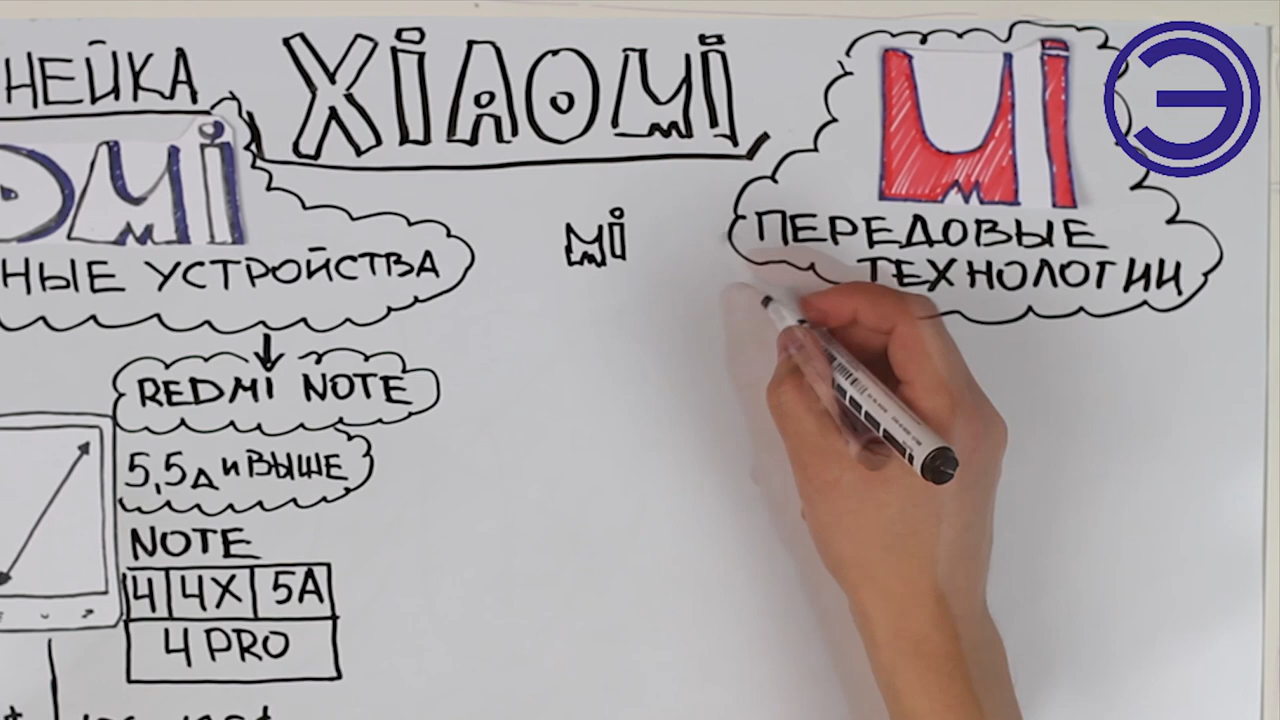 НЕЙКА
XIAOMI
MI
OMI
ПЕРЕДОВЫЕ
ТЕХНОЛОГИИ
НЫЕ УСТРОЙСТВА
MI
REDMI NOTE
5,5д и ВЫШЕ
NOTE
4 4X 5A
4 PRO
Э